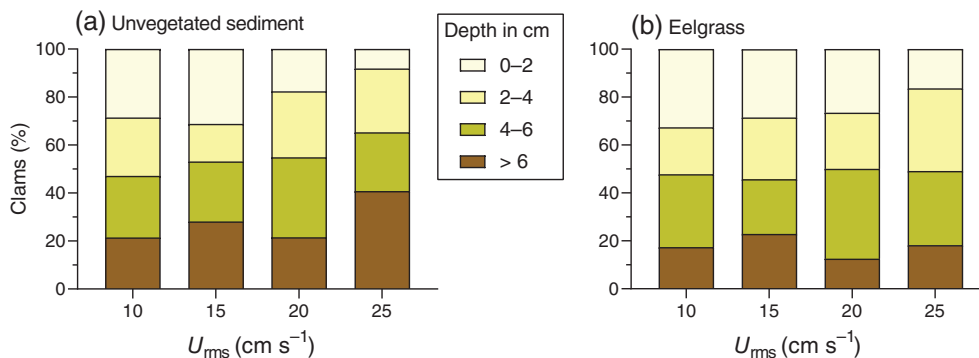 (a) Unvegetated sediment
Clams (%)
100
80
60
40
20
0
10 15 20 25
U_rms (cm s⁻¹)
Depth in cm
0–2
2–4
4–6
> 6
(b) Eelgrass
100
80
60
40
20
0
10 15 20 25
U_rms (cm s⁻¹)